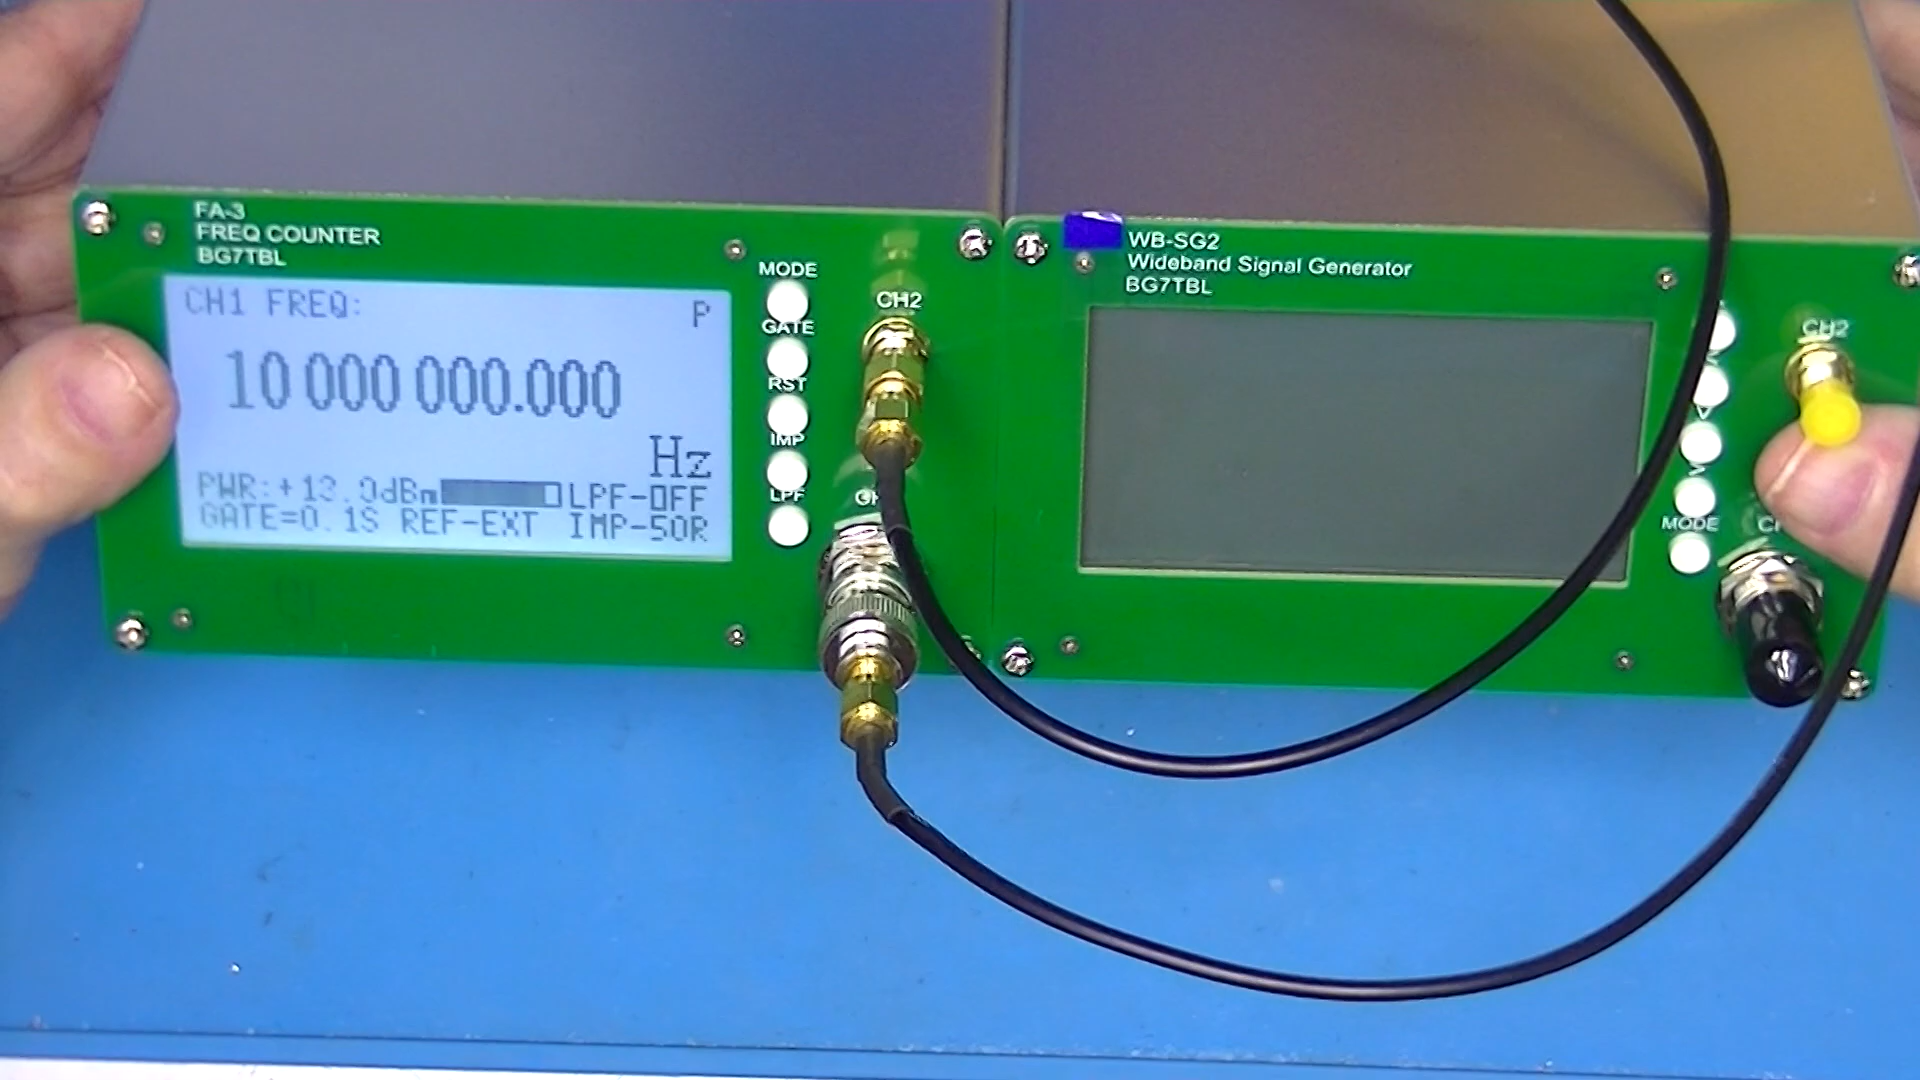 FA-3
FREQ COUNTER
BG7TBL
CH1 FREQ:
P
10 000 000.000
Hz
PWR:+13.0dBm LPF-OFF
GATE=0.1S REF-EXT IMP-50R
MODE
GATE
RST
IMP
LPF
CH2
WB-SG2
Wideband Signal Generator
BG7TBL
MODE
CH2